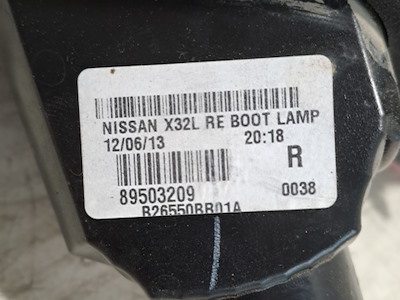 NISSAN X32L RE BOOT LAMP
12/06/13 20:18
R
89503209 0038
B26550BR01A